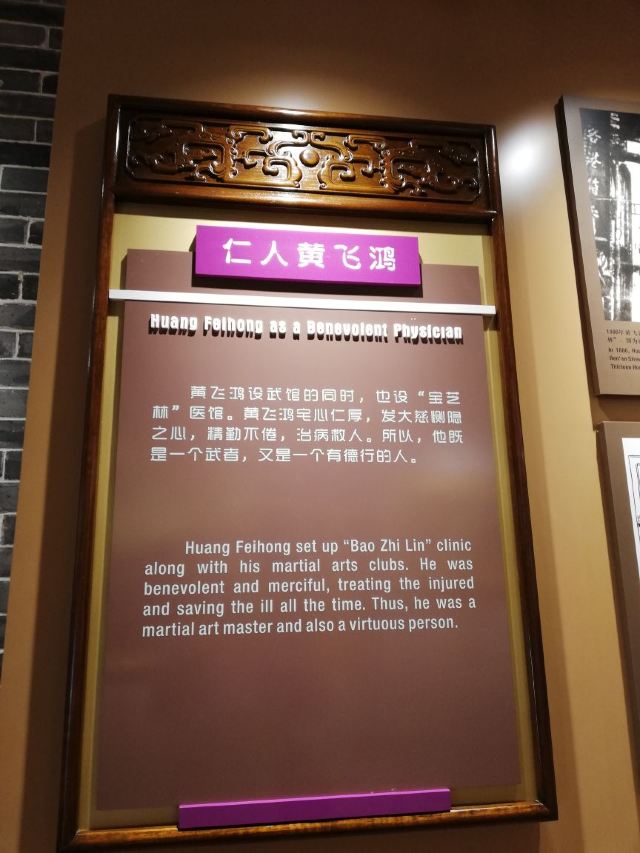 仁人黄飞鸿
Huang Feihong as a Benevolent Physician
黄飞鸿设武馆的同时，也设“宝芝
林”医馆。黄飞鸿宅心仁厚，发大慈恻隐
之心，精勤不倦，治病救人。所以，他既
是一个武者，又是一个有德行的人。
Huang Feihong set up “Bao Zhi Lin” clinic
along with his martial arts clubs. He was
benevolent and merciful, treating the injured
and saving the ill all the time. Thus, he was a
martial art master and also a virtuous person.